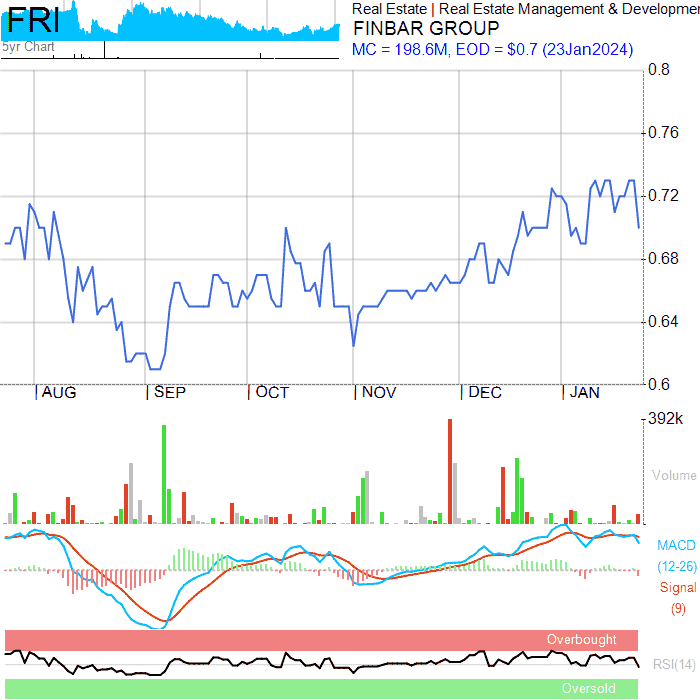 FRI
5yr Chart
Real Estate | Real Estate Management & Developmen
FINBAR GROUP
MC = 198.6M, EOD = $0.7 (23Jan2024)
0.8
0.76
0.72
0.68
0.64
0.6
AUG SEP OCT NOV DEC JAN
392k
Volume
MACD
(12-26)
Signal
(9)
Overbought
RSI(14)
Oversold